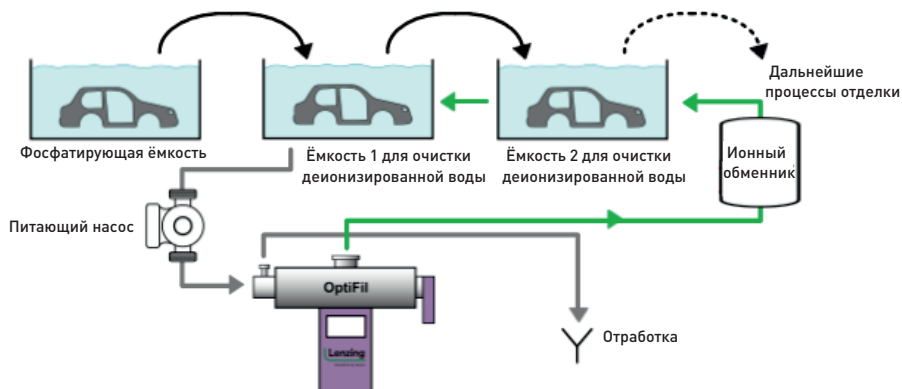 Дальнейшие
процессы отделки
Фосфатирующая ёмкость
Ёмкость 1 для очистки
деионизированной воды
Ёмкость 2 для очистки
деионизированной воды
Ионный
обменник
Питающий насос
OptiFil
Lenzing
Отработка